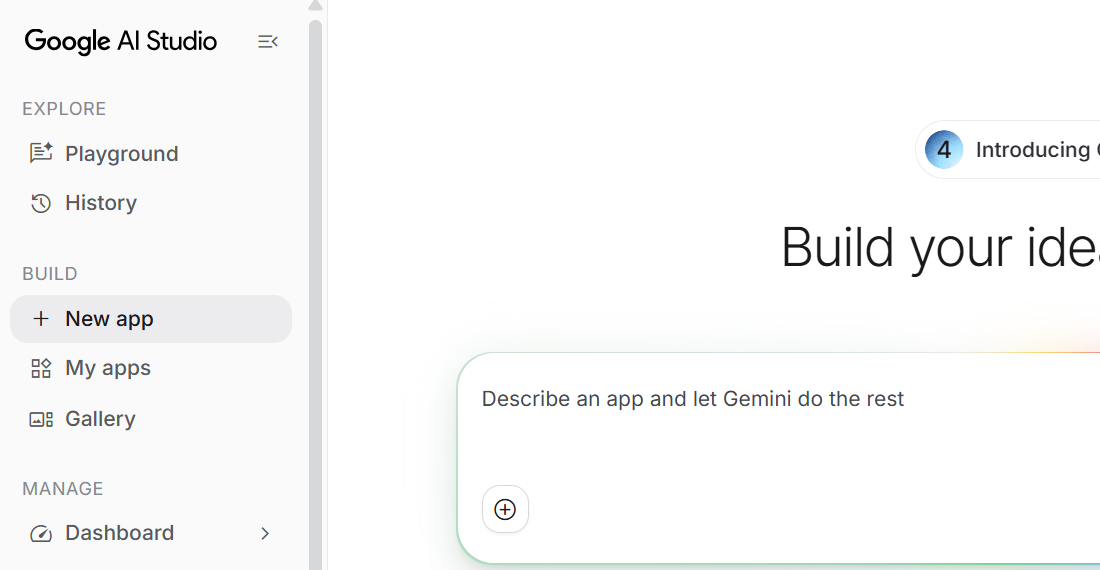 Google AI Studio
EXPLORE
Playground
History
BUILD
New app
My apps
Gallery
MANAGE
Dashboard
4 Introducing
Build your
Describe an app and let Gemini do the rest